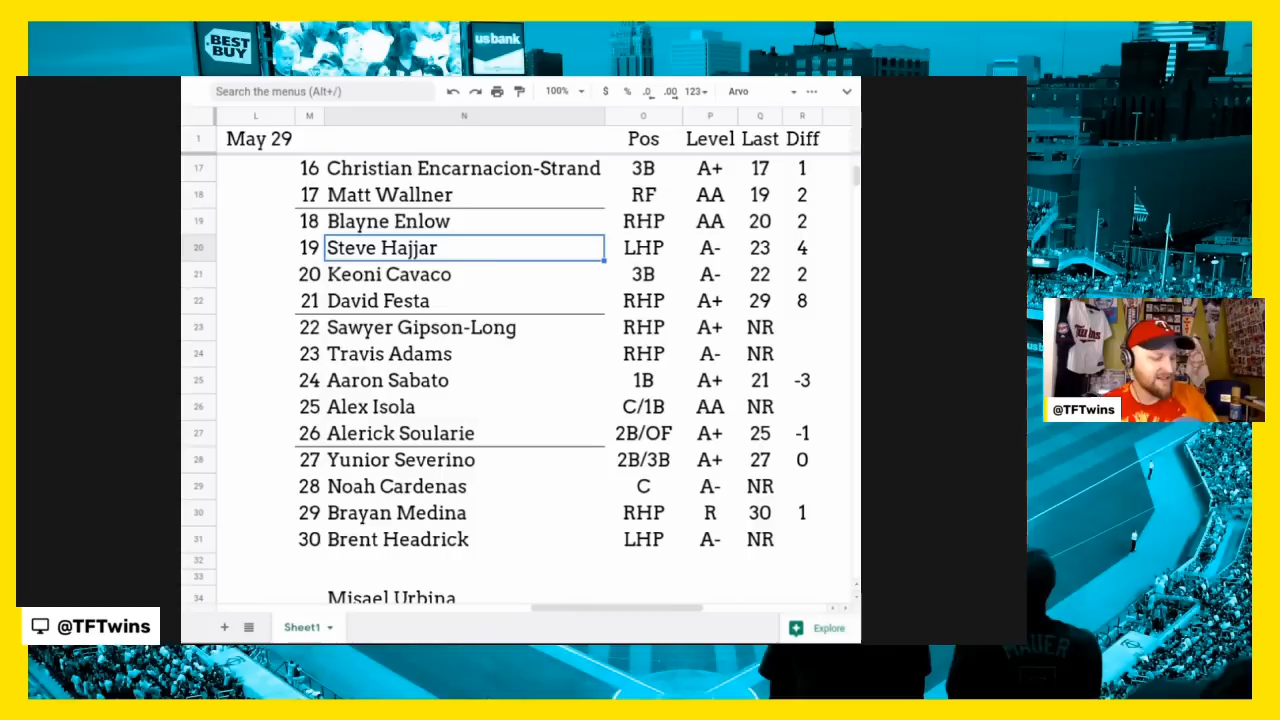 BEST BUY
usbank
Search the menus (Alt+/)
100%
$ % .0 .00 123
Arvo
L M N O P Q R
1 May 29 Pos Level Last Diff
17 16 Christian Encarnacion-Strand 3B A+ 17 1
18 17 Matt Wallner RF AA 19 2
19 18 Blayne Enlow RHP AA 20 2
20 19 Steve Hajjar LHP A- 23 4
21 20 Keoni Cavaco 3B A- 22 2
22 21 David Festa RHP A+ 29 8
23 22 Sawyer Gipson-Long RHP A+ NR
24 23 Travis Adams RHP A- NR
25 24 Aaron Sabato 1B A+ 21 -3
26 25 Alex Isola C/1B AA NR
27 26 Alerick Soularie 2B/OF A+ 25 -1
28 27 Yunior Severino 2B/3B A+ 27 0
29 28 Noah Cardenas C A- NR
30 29 Brayan Medina RHP R 30 1
31 30 Brent Headrick LHP A- NR
32
33
34 Misael Urbina
Sheet1
Explore
@TFTwins
Twins
@TFTwins
MAUER